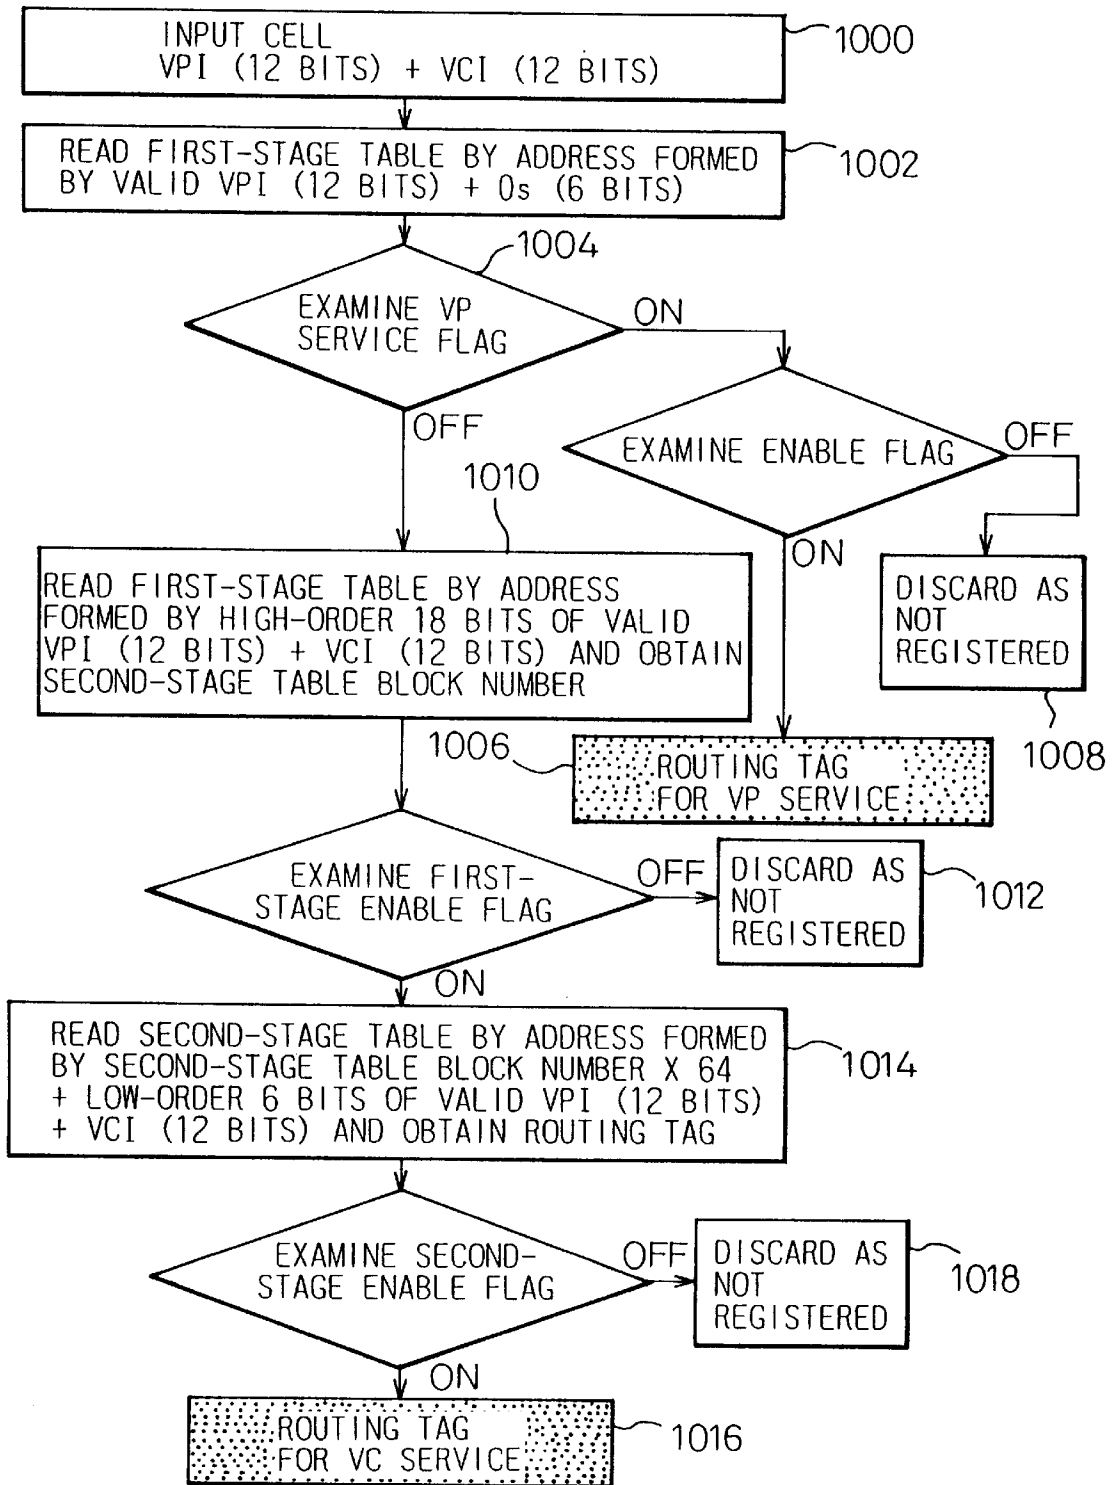 INPUT CELL
VPI (12 BITS) + VCI (12 BITS)
1000
READ FIRST-STAGE TABLE BY ADDRESS FORMED
BY VALID VPI (12 BITS) + 0s (6 BITS)
1002
1004
EXAMINE VP
SERVICE FLAG
ON
OFF
EXAMINE ENABLE FLAG
OFF
ON
1010
READ FIRST-STAGE TABLE BY ADDRESS
FORMED BY HIGH-ORDER 18 BITS OF VALID
VPI (12 BITS) + VCI (12 BITS) AND OBTAIN
SECOND-STAGE TABLE BLOCK NUMBER
DISCARD AS
NOT
REGISTERED
1008
1006
ROUTING TAG
FOR VP SERVICE
EXAMINE FIRST-
STAGE ENABLE FLAG
OFF
ON
DISCARD AS
NOT
REGISTERED
1012
READ SECOND-STAGE TABLE BY ADDRESS FORMED
BY SECOND-STAGE TABLE BLOCK NUMBER X 64
+ LOW-ORDER 6 BITS OF VALID VPI (12 BITS)
+ VCI (12 BITS) AND OBTAIN ROUTING TAG
1014
EXAMINE SECOND-
STAGE ENABLE FLAG
OFF
ON
DISCARD AS
NOT
REGISTERED
1018
ROUTING TAG
FOR VC SERVICE
1016